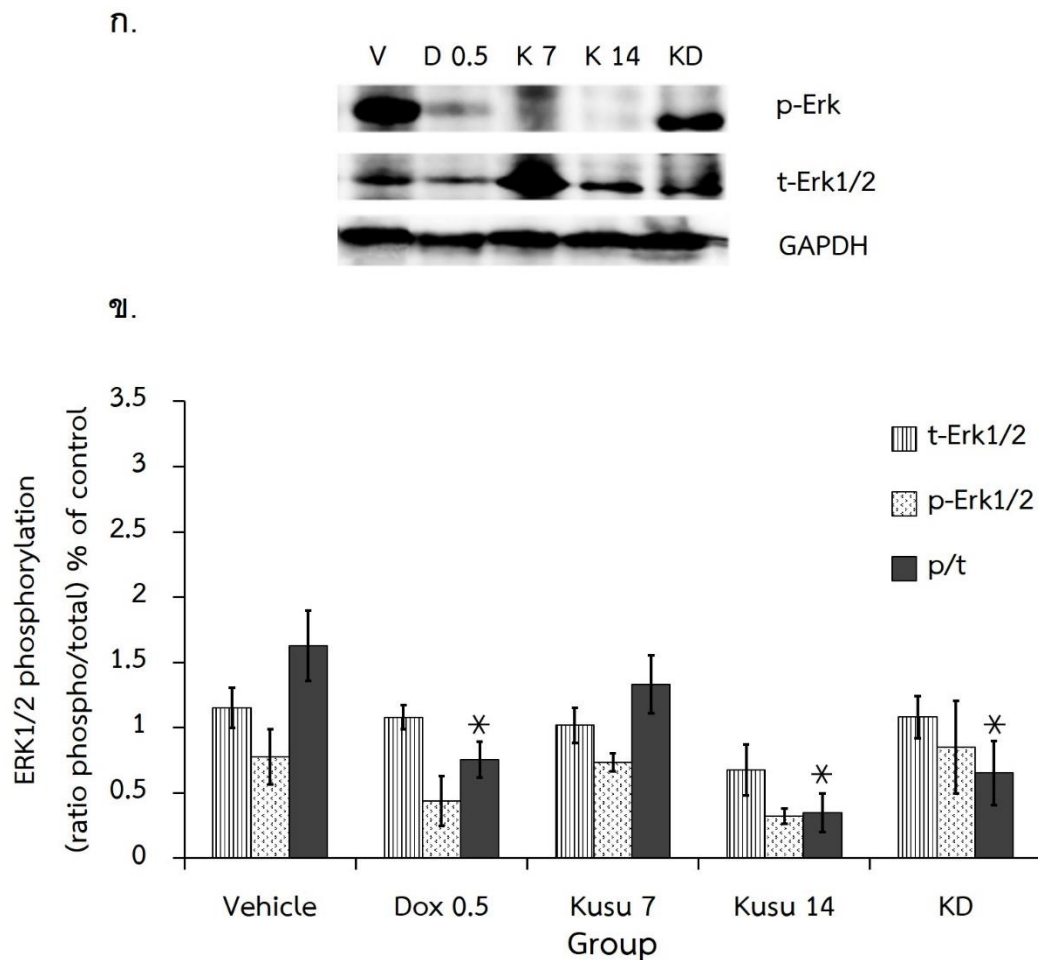 ก.
V D 0.5 K 7 K 14 KD
p-Erk
t-Erk1/2
GAPDH
ข.
ERK1/2 phosphorylation
(ratio phospho/total) % of control
3.5
3
2.5
2
1.5
1
0.5
0
t-Erk1/2
p-Erk1/2
p/t
* * *
Vehicle Dox 0.5 Kusu 7 Kusu 14 KD
Group